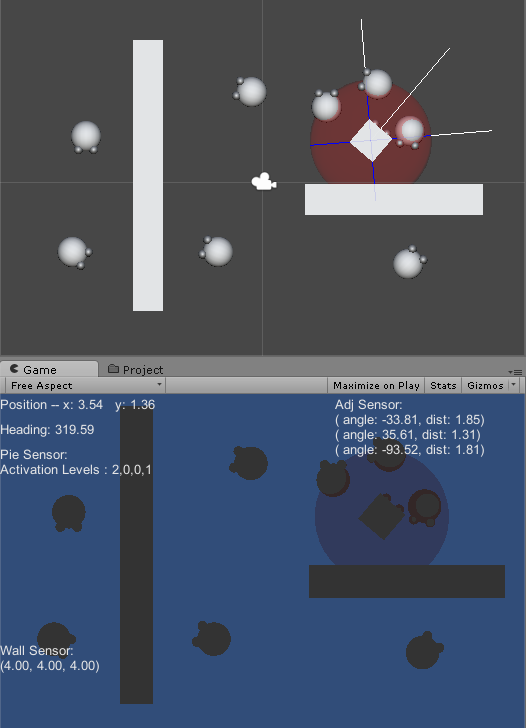 Game
Project
Free Aspect
Maximize on Play
Stats
Gizmos
Position -- x: 3.54 y: 1.36
Heading: 319.59
Pie Sensor:
Activation Levels : 2,0,0,1
Adj Sensor:
( angle: -33.81, dist: 1.85)
( angle: 35.61, dist: 1.31)
( angle: -93.52, dist: 1.81)
Wall Sensor:
(4.00, 4.00, 4.00)